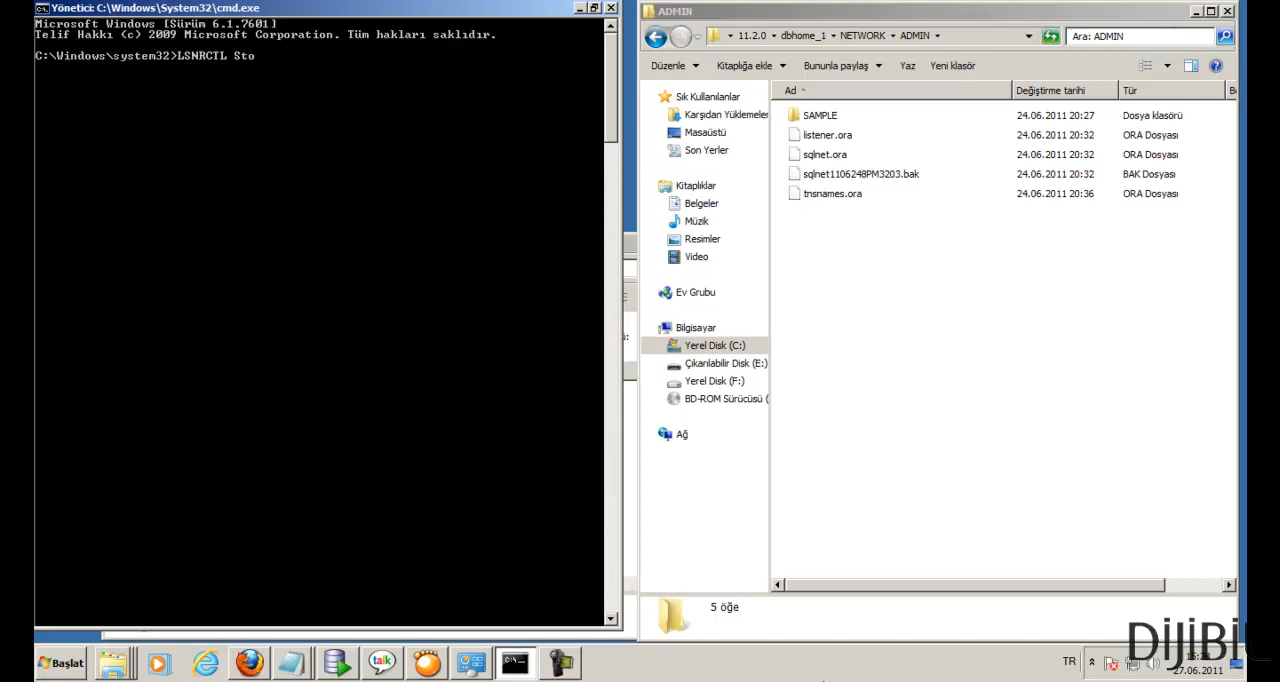 Yönetici: C:\Windows\System32\cmd.exe
Microsoft Windows [Sürüm 6.1.7601]
Telif Hakkı (c) 2009 Microsoft Corporation. Tüm hakları saklıdır.
C:\Windows\system32>LSNRCTL Sto
ADMIN
11.2.0 dbhome_1 NETWORK ADMIN
Ara: ADMIN
Düzenle Kitaplığa ekle Bununla paylaş Yaz Yeni klasör
Sık Kullanılanlar
Karşıdan Yüklemeler
Masaüstü
Son Yerler
Kitaplıklar
Belgeler
Müzik
Resimler
Video
Ev Grubu
Bilgisayar
Yerel Disk (C:)
Çıkarılabilir Disk (E:)
Yerel Disk (F:)
BD-ROM Sürücüsü (
Ağ
Ad Değiştirme tarihi Tür
SAMPLE 24.06.2011 20:27 Dosya klasörü
listener.ora 24.06.2011 20:32 ORA Dosyası
sqlnet.ora 24.06.2011 20:32 ORA Dosyası
sqlnet1106248PM3203.bak 24.06.2011 20:32 BAK Dosyası
tnsnames.ora 24.06.2011 20:36 ORA Dosyası
5 öğe
Başlat
talk
TR
27.06.2011
DiJiBil